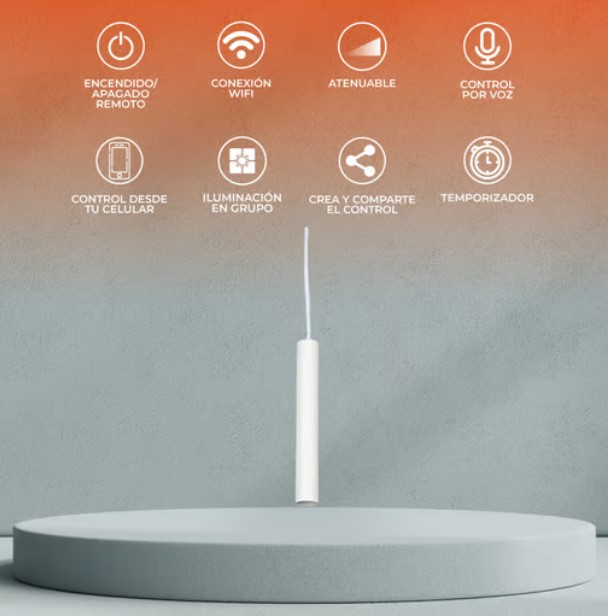 ENCENDIDO/
APAGADO
REMOTO
CONEXIÓN
WIFI
ATENUABLE
CONTROL
POR VOZ
CONTROL DESDE
TU CELULAR
ILUMINACIÓN
EN GRUPO
CREA Y COMPARTE
EL CONTROL
TEMPORIZADOR